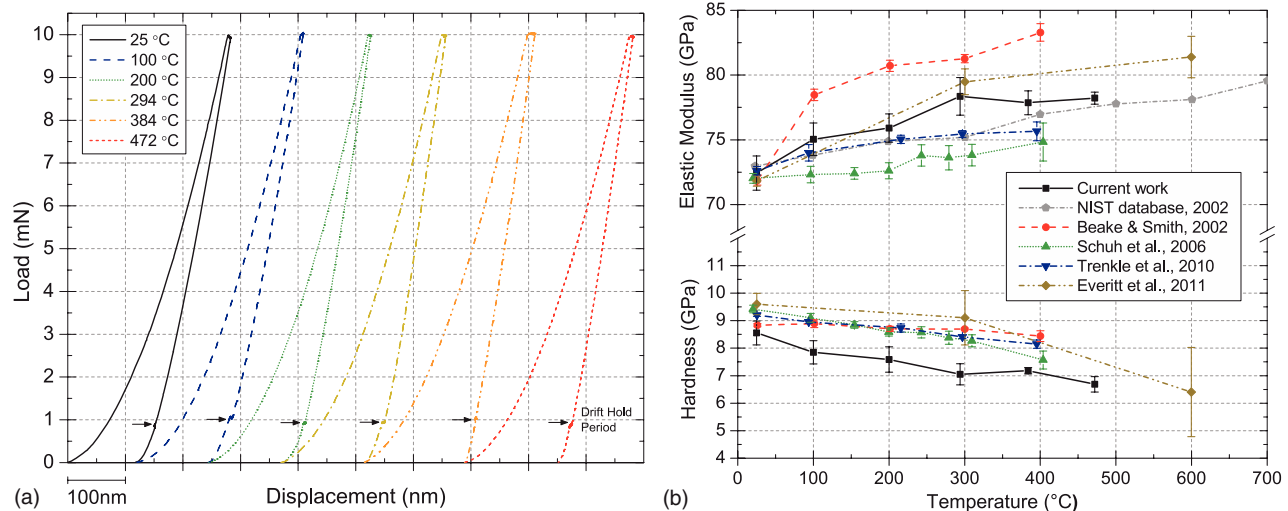 10
9
8
7
6
5
4
3
2
1
0
Load (mN)
25 °C
100 °C
200 °C
294 °C
384 °C
472 °C
Drift Hold
Period
(a)
100nm
Displacement (nm)
85
80
75
70
Elastic Modulus (GPa)
11
10
9
8
7
6
5
4
Hardness (GPa)
Current work
NIST database, 2002
Beake & Smith, 2002
Schuh et al., 2006
Trenkle et al., 2010
Everitt et al., 2011
0 100 200 300 400 500 600 700
(b)
Temperature (°C)